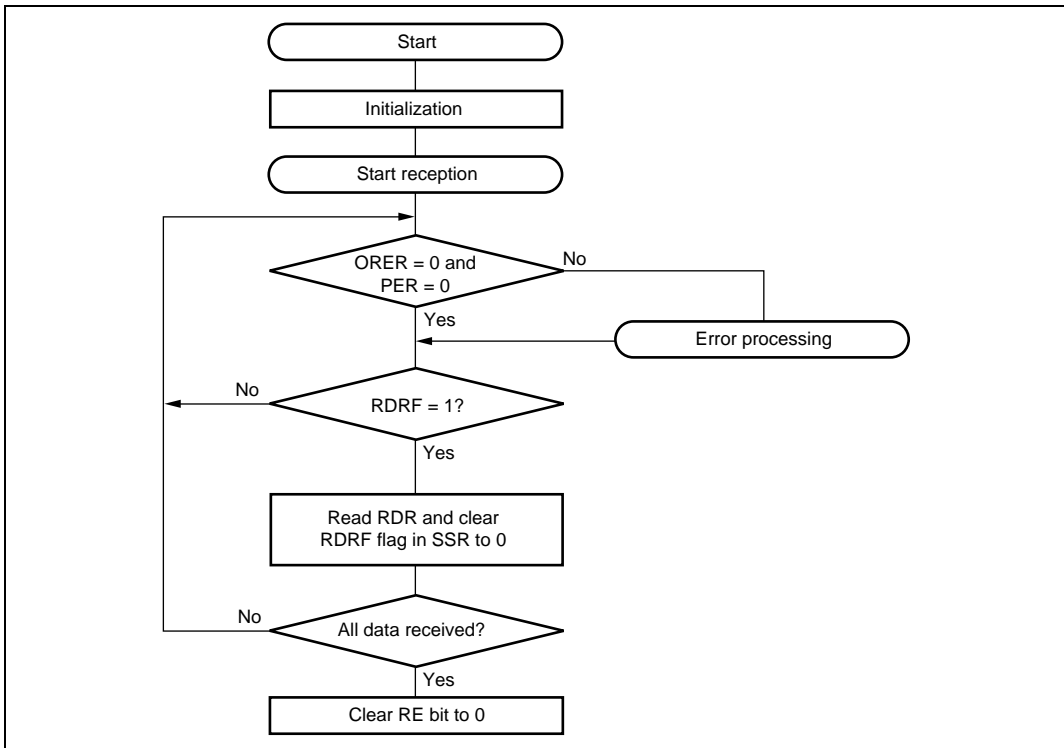 Start
Initialization
Start reception
ORER = 0 and
PER = 0
No
Yes
Error processing
No
RDRF = 1?
Yes
Read RDR and clear
RDRF flag in SSR to 0
No
All data received?
Yes
Clear RE bit to 0